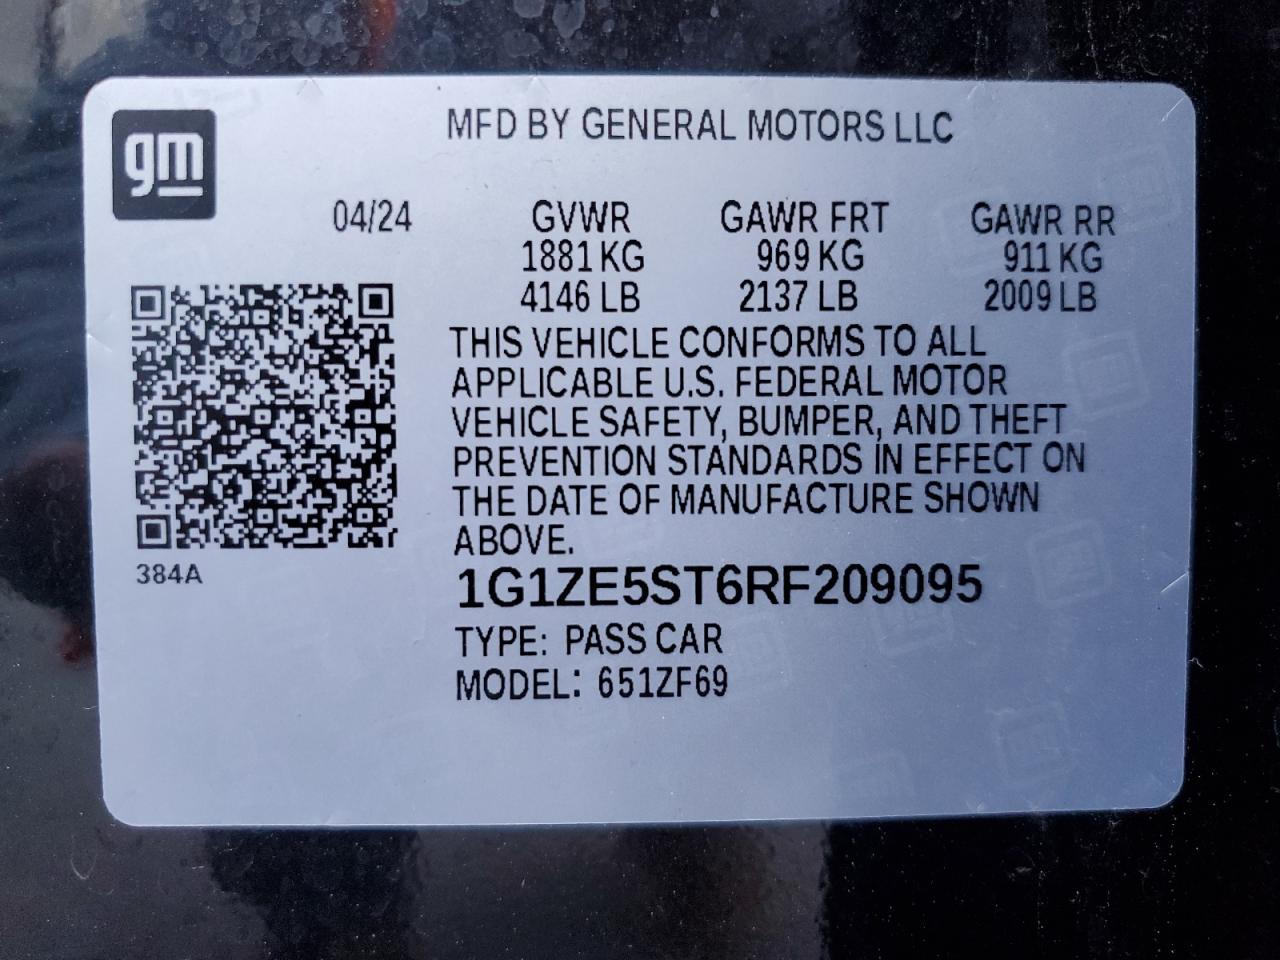 MFD BY GENERAL MOTORS LLC
gm
04/24 GVWR GAWR FRT GAWR RR
1881 KG 969 KG 911 KG
4146 LB 2137 LB 2009 LB
THIS VEHICLE CONFORMS TO ALL
APPLICABLE U.S. FEDERAL MOTOR
VEHICLE SAFETY, BUMPER, AND THEFT
PREVENTION STANDARDS IN EFFECT ON
THE DATE OF MANUFACTURE SHOWN
ABOVE.
384A
1G1ZE5ST6RF209095
TYPE: PASS CAR
MODEL: 651ZF69